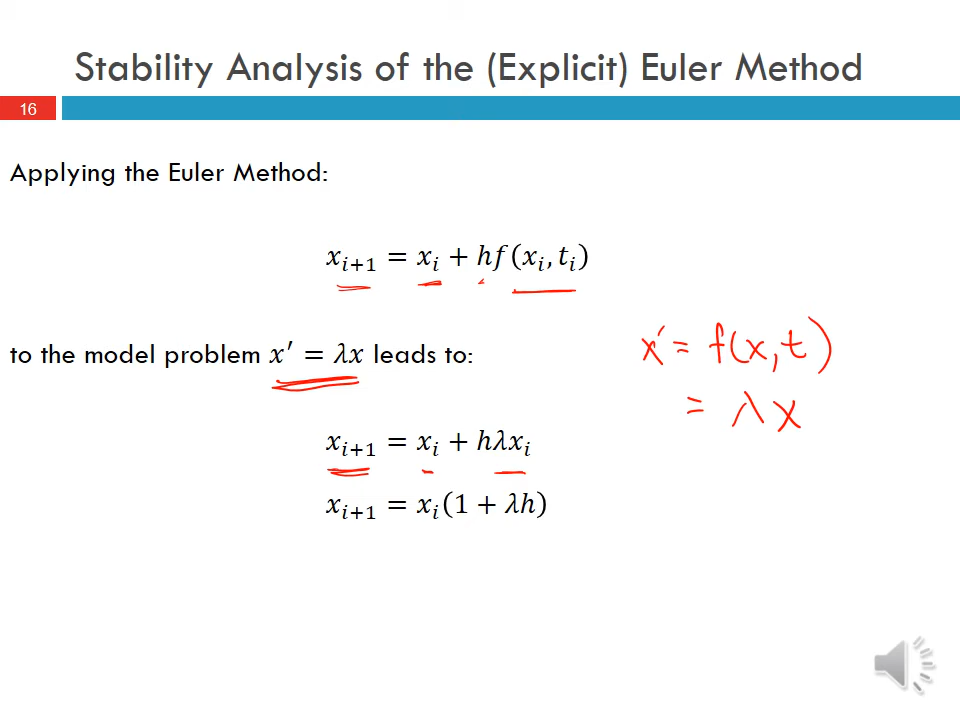 Stability Analysis of the (Explicit) Euler Method
16
Applying the Euler Method:
xᵢ₊₁ = xᵢ + hf(xᵢ, tᵢ)
to the model problem x′ = λx leads to:
x′ = f(x,t)
= λx
xᵢ₊₁ = xᵢ + hλxᵢ
xᵢ₊₁ = xᵢ(1 + λh)